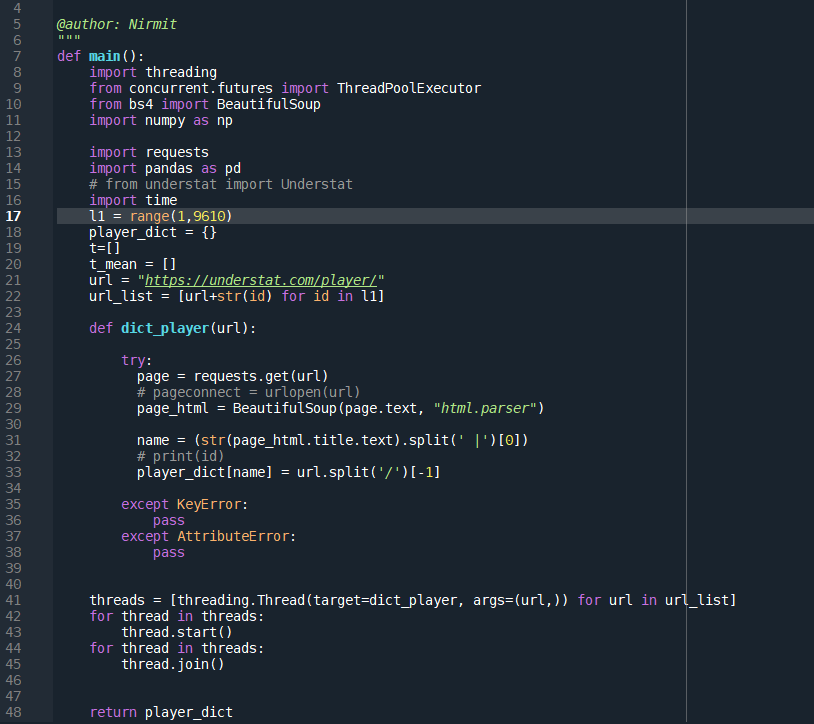 4
5 @author: Nirmit
6 """
7 def main():
8     import threading
9     from concurrent.futures import ThreadPoolExecutor
10     from bs4 import BeautifulSoup
11     import numpy as np
12
13     import requests
14     import pandas as pd
15     # from understat import Understat
16     import time
17     l1 = range(1,9610)
18     player_dict = {}
19     t=[]
20     t_mean = []
21     url = "https://understat.com/player/"
22     url_list = [url+str(id) for id in l1]
23
24     def dict_player(url):
25
26         try:
27           page = requests.get(url)
28           # pageconnect = urlopen(url)
29           page_html = BeautifulSoup(page.text, "html.parser")
30
31           name = (str(page_html.title.text).split(' |')[0])
32           # print(id)
33           player_dict[name] = url.split('/')[-1]
34
35         except KeyError:
36             pass
37         except AttributeError:
38             pass
39
40
41     threads = [threading.Thread(target=dict_player, args=(url,)) for url in url_list]
42     for thread in threads:
43         thread.start()
44     for thread in threads:
45         thread.join()
46
47
48     return player_dict